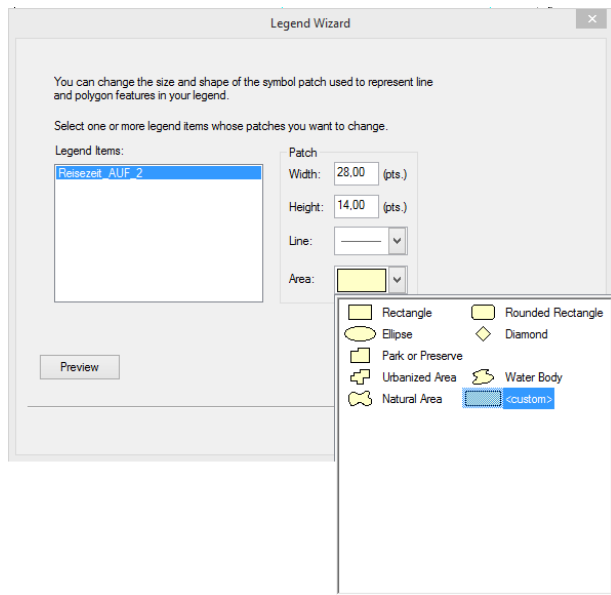 Legend Wizard
You can change the size and shape of the symbol patch used to represent line
and polygon features in your legend.
Select one or more legend items whose patches you want to change.
Legend Items:
Reisezeit_AUF_2
Patch
Width: 28,00 (pts.)
Height: 14,00 (pts.)
Line:
Area:
Rectangle Rounded Rectangle
Ellipse Diamond
Park or Preserve
Urbanized Area Water Body
Natural Area <custom>
Preview